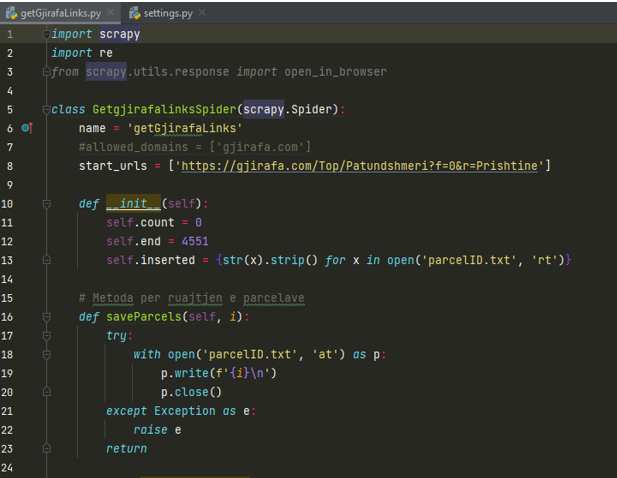 getGjirafaLinks.py settings.py
1 import scrapy
2 import re
3 from scrapy.utils.response import open_in_browser
4
5 class GetgjirafalinksSpider(scrapy.Spider):
6 name = 'getGjirafaLinks'
7 #allowed_domains = ['gjirafa.com']
8 start_urls = ['https://gjirafa.com/Top/Patundshmeri?f=0&r=Prishtine']
9
10 def __init__(self):
11 self.count = 0
12 self.end = 4551
13 self.inserted = {str(x).strip() for x in open('parcelID.txt', 'rt')}
14
15 # Metoda per ruajtjen e parcelave
16 def saveParcels(self, i):
17 try:
18 with open('parcelID.txt', 'at') as p:
19 p.write(f'{i}\n')
20 p.close()
21 except Exception as e:
22 raise e
23 return
24